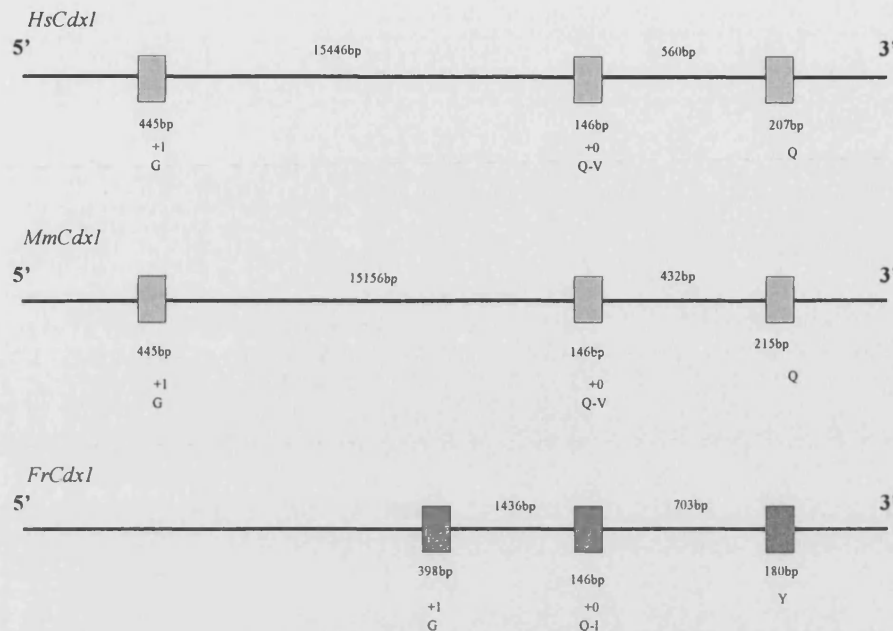 HsCdx1
5' 15446bp 560bp 3'
445bp 146bp 207bp
+1 +0 Q
G Q-V
MmCdx1
5' 15156bp 432bp 3'
445bp 146bp 215bp
+1 +0 Q
G Q-V
FrCdx1
5' 1436bp 703bp 3'
398bp 146bp 180bp
+1 +0 Y
G Q-I